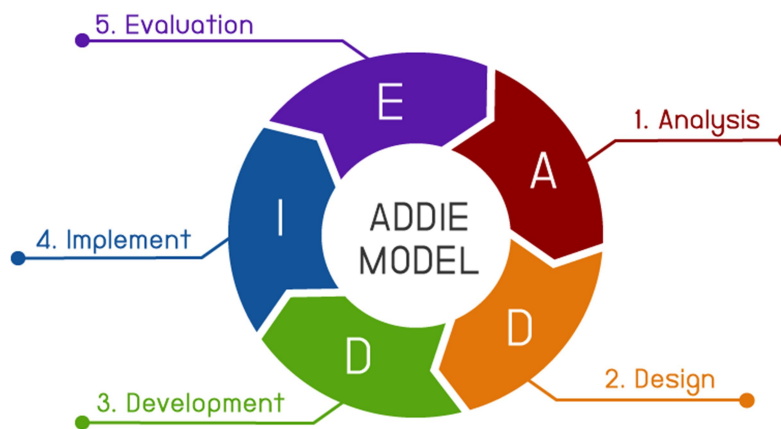 5. Evaluation
1. Analysis
E
A
I
ADDIE
MODEL
4. Implement
D
D
2. Design
3. Development